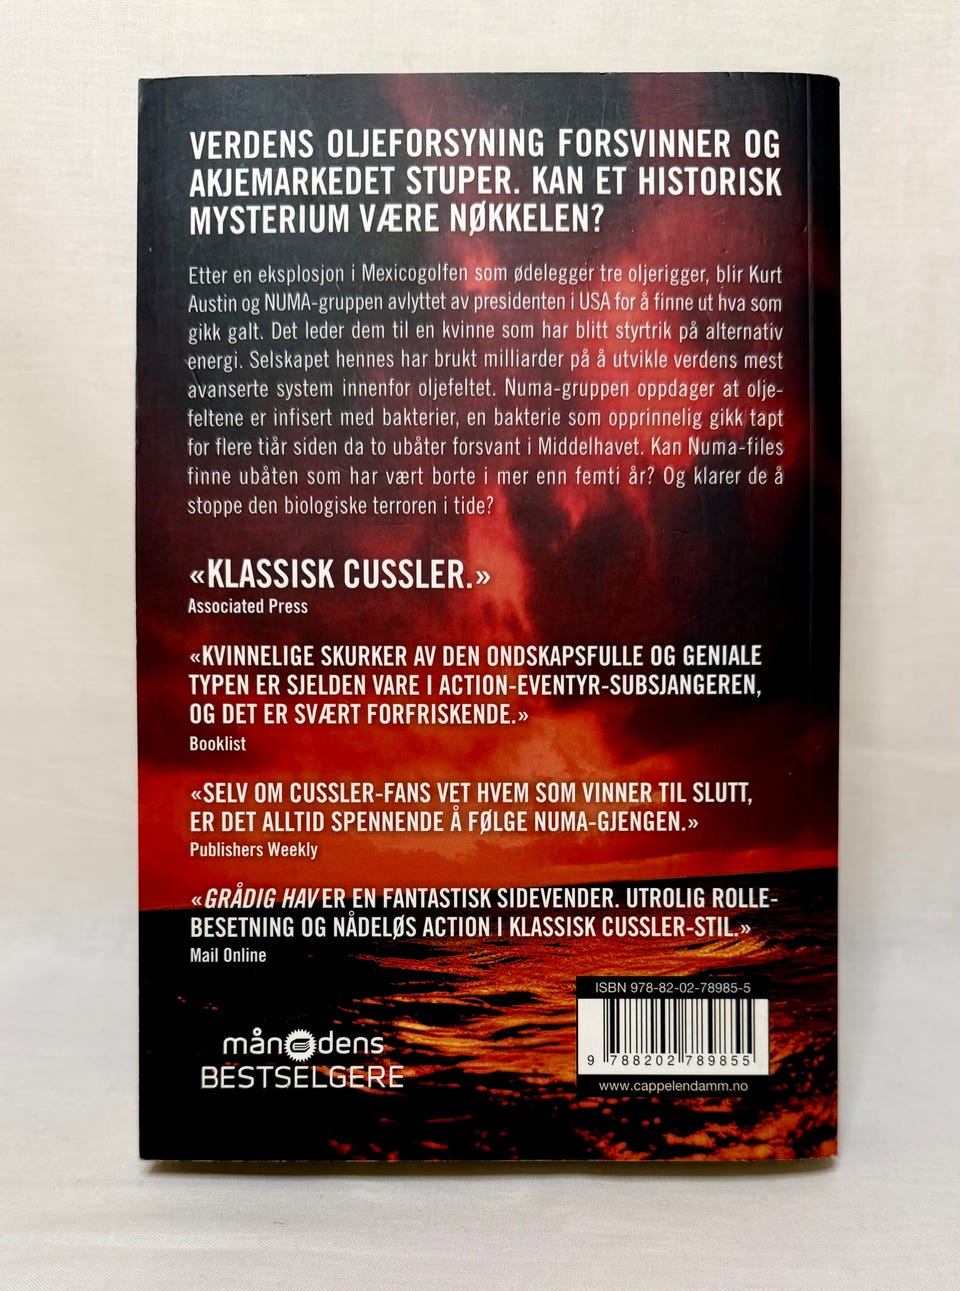 VERDENS OLJEFORSYNING FORSVINNER OG
AKJEMARKEDET STUPER. KAN ET HISTORISK
MYSTERIUM VÆRE NØKKELEN?
Etter en eksplosjon i Mexicogolfen som ødelegger tre oljerigger, blir Kurt
Austin og NUMA-gruppen avlyttet av presidenten i USA for å finne ut hva som
gikk galt. Det leder dem til en kvinne som har blitt styrtrik på alternativ
energi. Selskapet hennes har brukt milliarder på å utvikle verdens mest
avanserte system innenfor oljefeltet. Numa-gruppen oppdager at olje-
feltene er infisert med bakterier, en bakterie som opprinnelig gikk tapt
for flere tiår siden da to ubåter forsvant i Middelhavet. Kan Numa-files
finne ubåten som har vært borte i mer enn femti år? Og klarer de å
stoppe den biologiske terroren i tide?
«KLASSISK CUSSLER.»
Associated Press
«KVINNELIGE SKURKER AV DEN ONDSKAPSFULLE OG GENIALE
TYPEN ER SJELDEN VARE I ACTION-EVENTYR-SUBSJANGEREN,
OG DET ER SVÆRT FORFRISKENDE.»
Booklist
«SELV OM CUSSLER-FANS VET HVEM SOM VINNER TIL SLUTT,
ER DET ALLTID SPENNENDE Å FØLGE NUMA-GJENGEN.»
Publishers Weekly
«GRÅDIG HAV ER EN FANTASTISK SIDEVENDER. UTROLIG ROLLE-
BESETNING OG NÅDELØS ACTION I KLASSISK CUSSLER-STIL.»
Mail Online
månedens
BESTSELGERE
ISBN 978-82-02-78985-5
9 788202 789855
www.cappelendamm.no